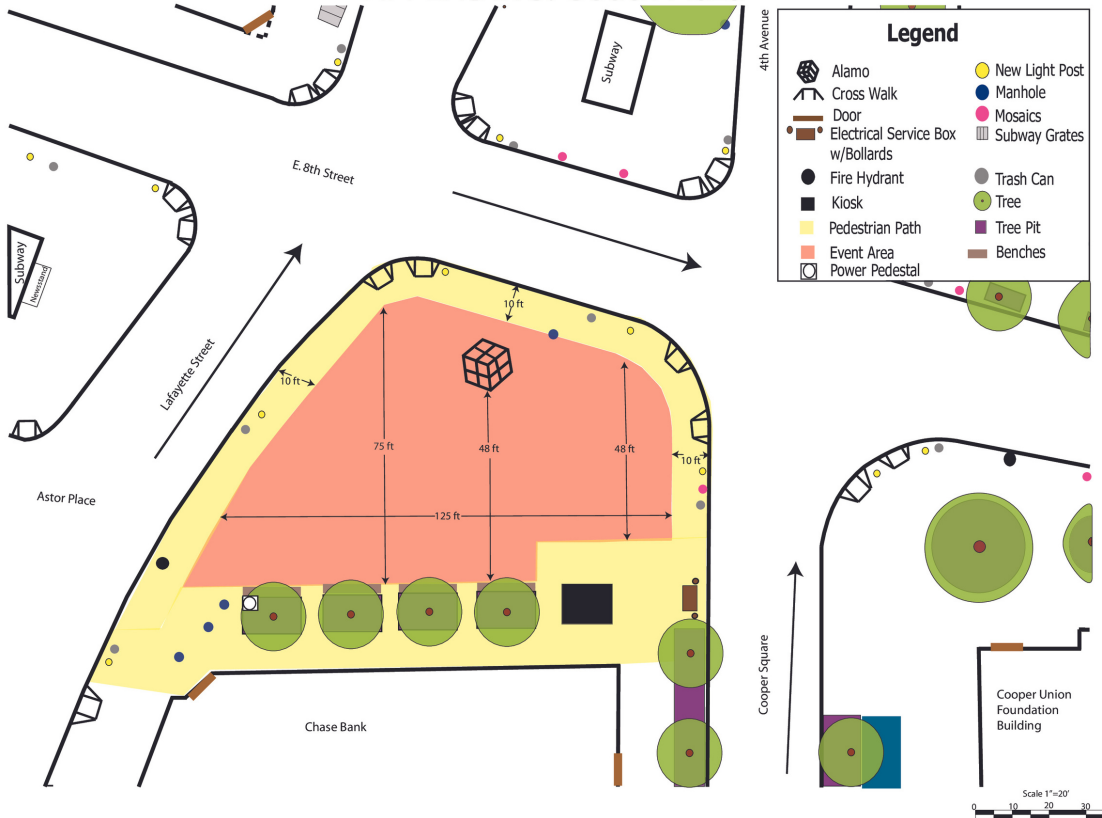 4th Avenue
Subway
Legend
Alamo
Cross Walk
Door
Electrical Service Box
w/Bollards
Fire Hydrant
Kiosk
Pedestrian Path
Event Area
Power Pedestal
New Light Post
Manhole
Mosaics
Subway Grates
Trash Can
Tree
Tree Pit
Benches
E. 8th Street
Subway
Newsstand
Lafayette Street
10 ft
10 ft
75 ft
48 ft
48 ft
10 ft
125 ft
Astor Place
Chase Bank
Cooper Square
Cooper Union
Foundation
Building
Scale 1"=20'
0 10 20 30